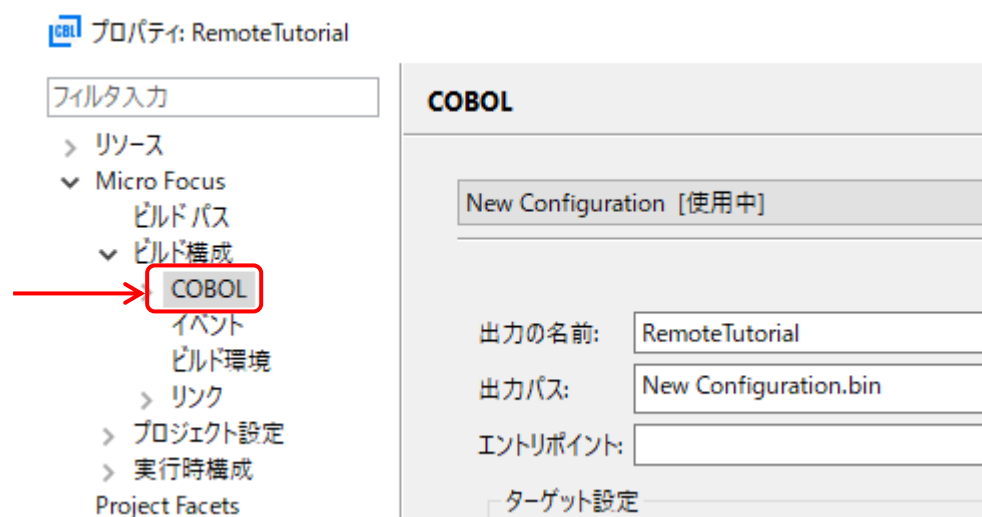 CBL プロパティ: RemoteTutorial
フィルタ入力
リソース
Micro Focus
ビルド パス
ビルド構成
COBOL
イベント
ビルド環境
リンク
プロジェクト設定
実行時構成
Project Facets
COBOL
New Configuration [使用中]
出力の名前: RemoteTutorial
出力パス: New Configuration.bin
エントリポイント:
ターゲット設定